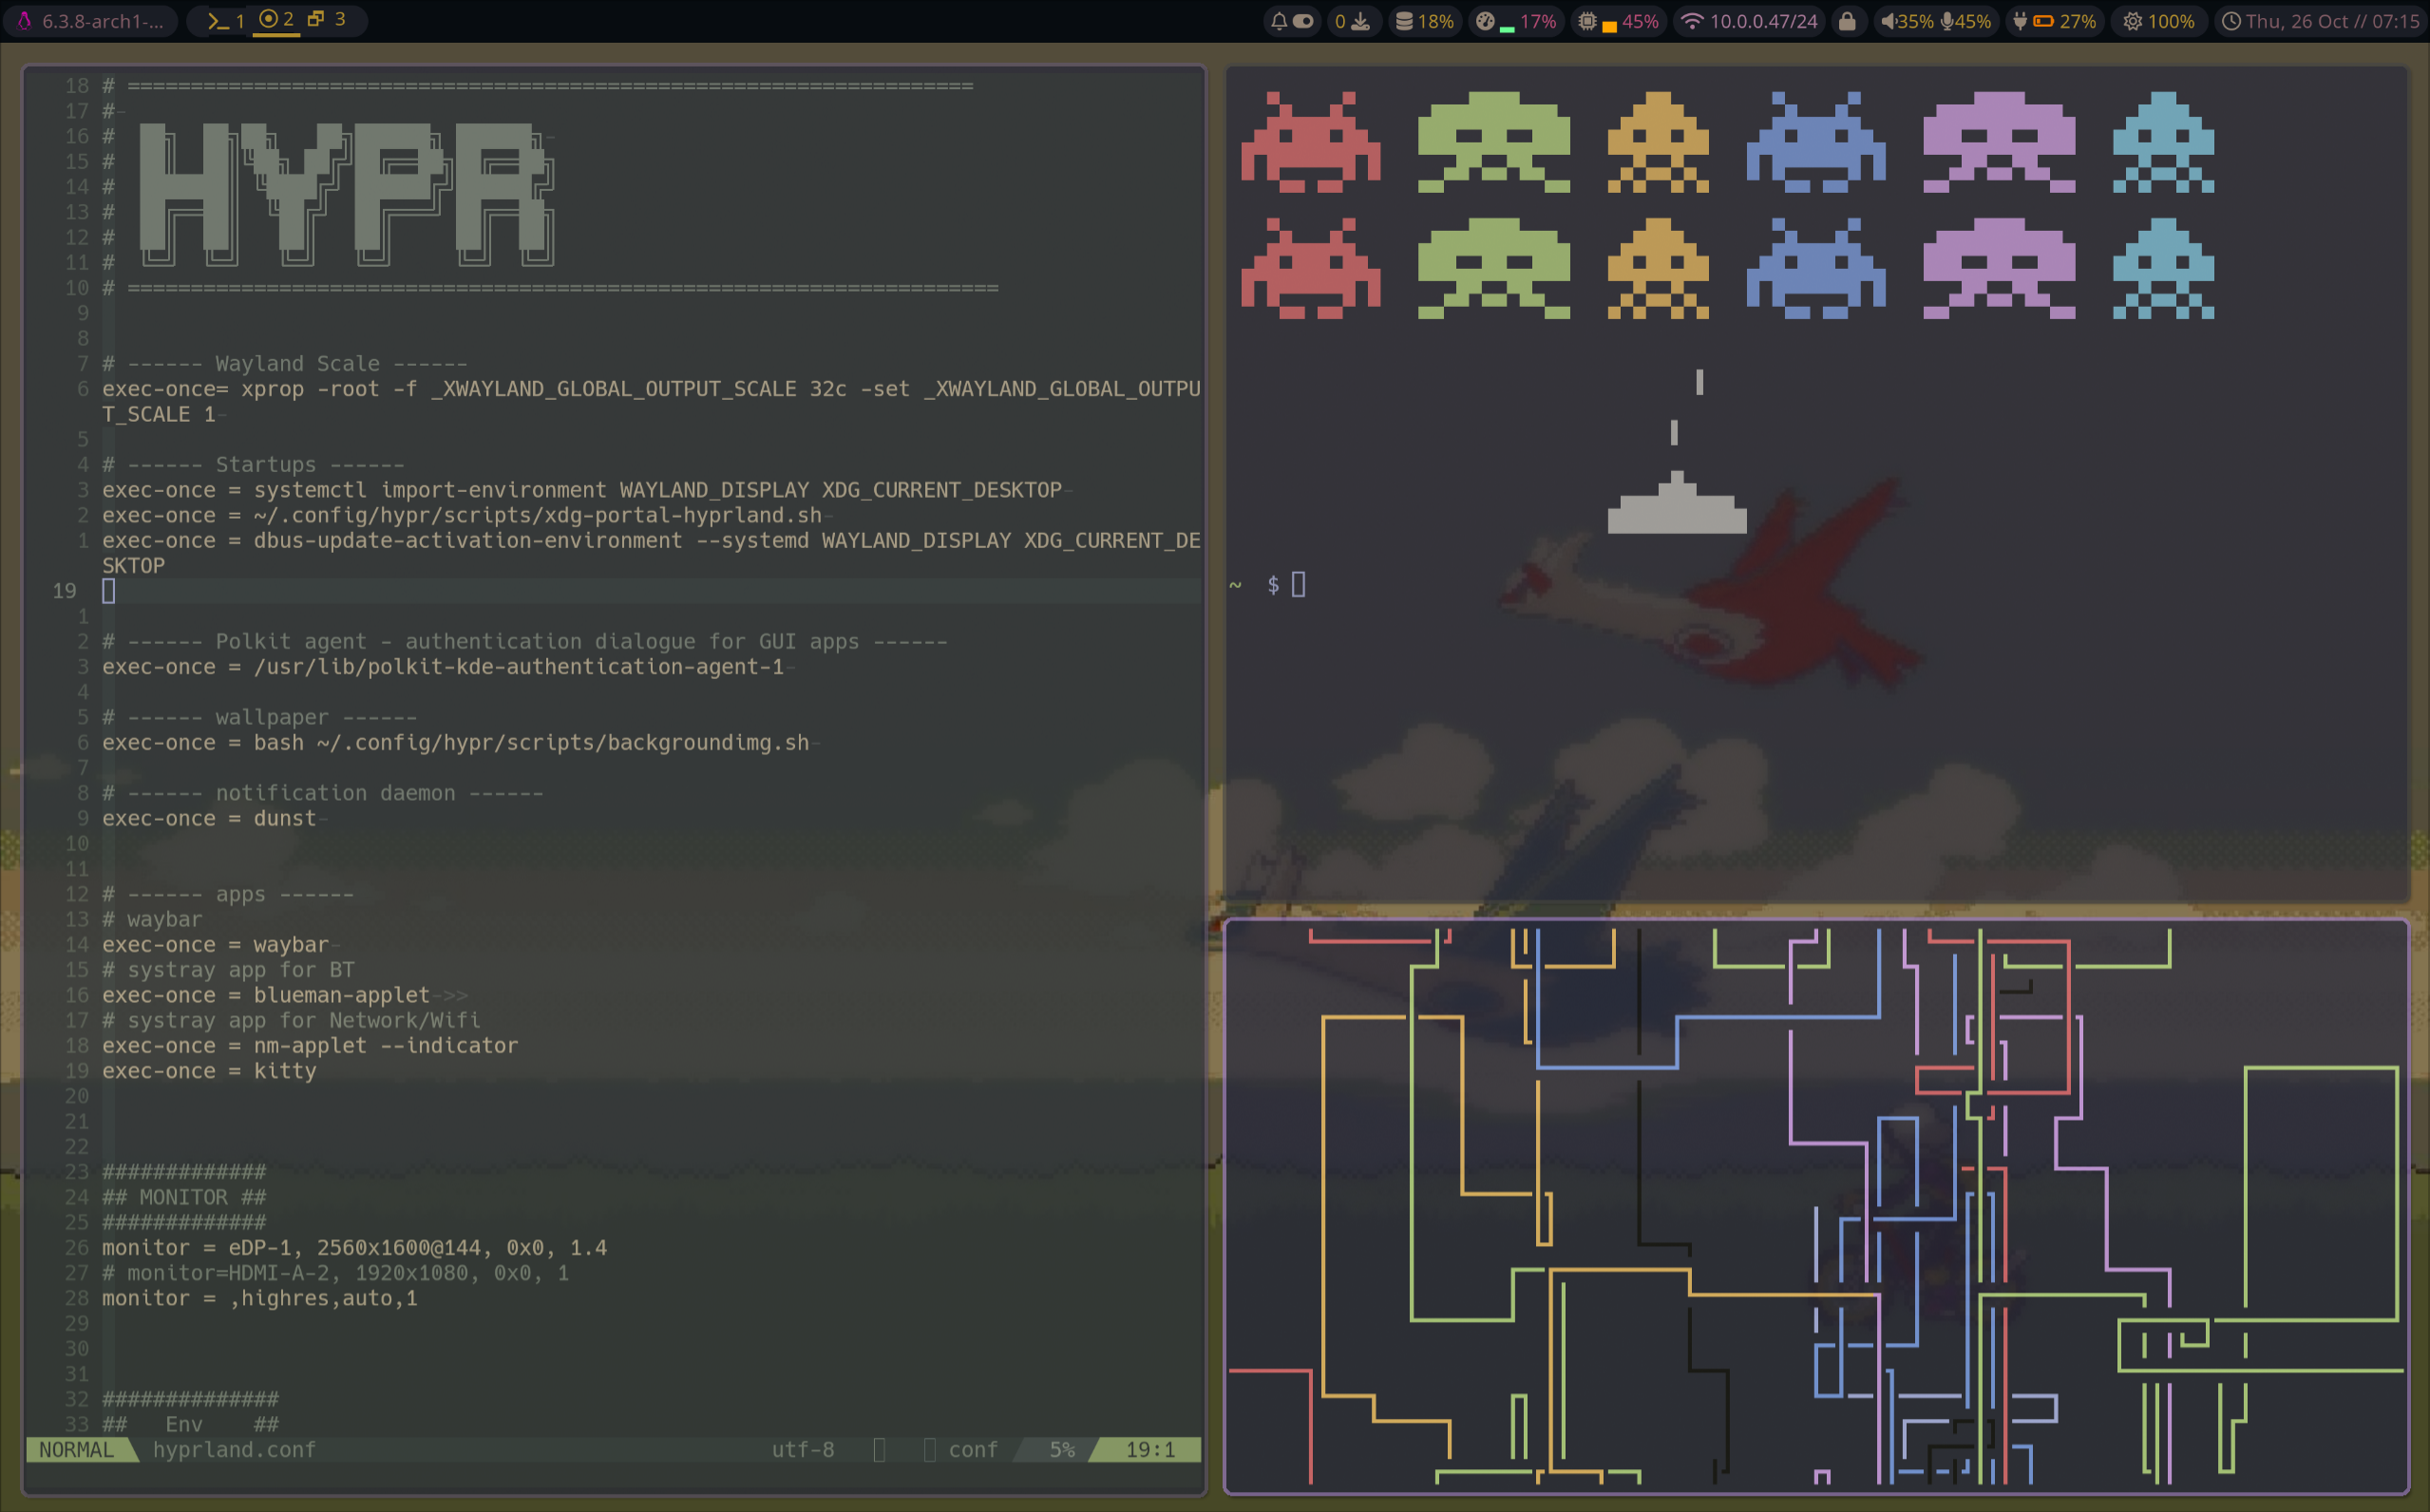 6.3.8-arch1-...
1
2
3
0
18%
17%
45%
10.0.0.47/24
35%
45%
27%
100%
Thu, 26 Oct // 07:15
18 # ===================================================================
17 #-
16 # HYPR -
15 #
14 #
13 #
12 #
11 #
10 # =====================================================================
9
8
7 # ------ Wayland Scale ------
6 exec-once= xprop -root -f _XWAYLAND_GLOBAL_OUTPUT_SCALE 32c -set _XWAYLAND_GLOBAL_OUTPU
T_SCALE 1-
5
4 # ------ Startups ------
3 exec-once = systemctl import-environment WAYLAND_DISPLAY XDG_CURRENT_DESKTOP-
2 exec-once = ~/.config/hypr/scripts/xdg-portal-hyprland.sh-
1 exec-once = dbus-update-activation-environment --systemd WAYLAND_DISPLAY XDG_CURRENT_DE
SKTOP
19
1
2 # ------ Polkit agent - authentication dialogue for GUI apps ------
3 exec-once = /usr/lib/polkit-kde-authentication-agent-1-
4
5 # ------ wallpaper ------
6 exec-once = bash ~/.config/hypr/scripts/backgroundimg.sh-
7
8 # ------ notification daemon ------
9 exec-once = dunst-
10
11
12 # ------ apps ------
13 # waybar
14 exec-once = waybar-
15 # systray app for BT
16 exec-once = blueman-applet->>
17 # systray app for Network/Wifi
18 exec-once = nm-applet --indicator
19 exec-once = kitty
20
21
22
23 #############
24 ## MONITOR ##
25 #############
26 monitor = eDP-1, 2560x1600@144, 0x0, 1.4
27 # monitor=HDMI-A-2, 1920x1080, 0x0, 1
28 monitor = ,highres,auto,1
29
30
31
32 ##############
33 ##   Env    ##
NORMAL hyprland.conf utf-8 conf 5% 19:1
~ $